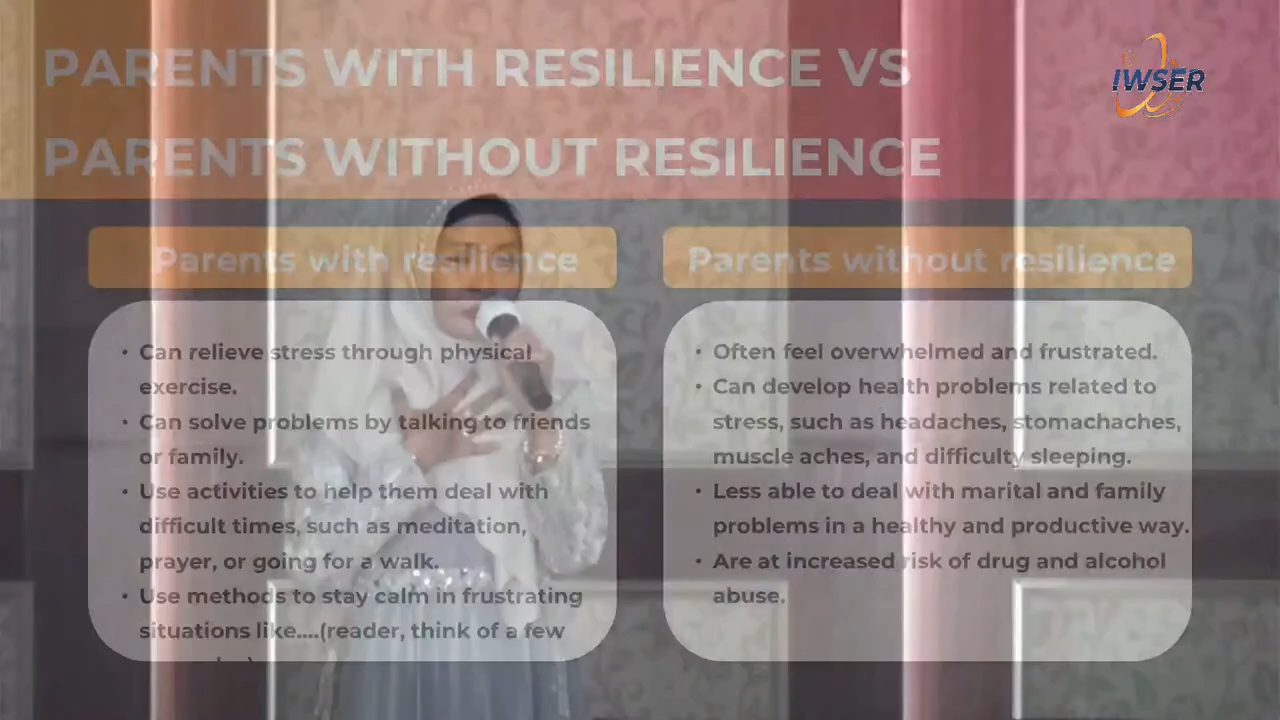 PARENTS WITH RESILIENCE VS
PARENTS WITHOUT RESILIENCE
IWSER
Parents with resilience
• Can relieve stress through physical
exercise.
• Can solve problems by talking to friends
or family.
• Use activities to help them deal with
difficult times, such as meditation,
prayer, or going for a walk.
• Use methods to stay calm in frustrating
situations like....(reader, think of a few
Parents without resilience
• Often feel overwhelmed and frustrated.
• Can develop health problems related to
stress, such as headaches, stomachaches,
muscle aches, and difficulty sleeping.
• Less able to deal with marital and family
problems in a healthy and productive way.
• Are at increased risk of drug and alcohol
abuse.